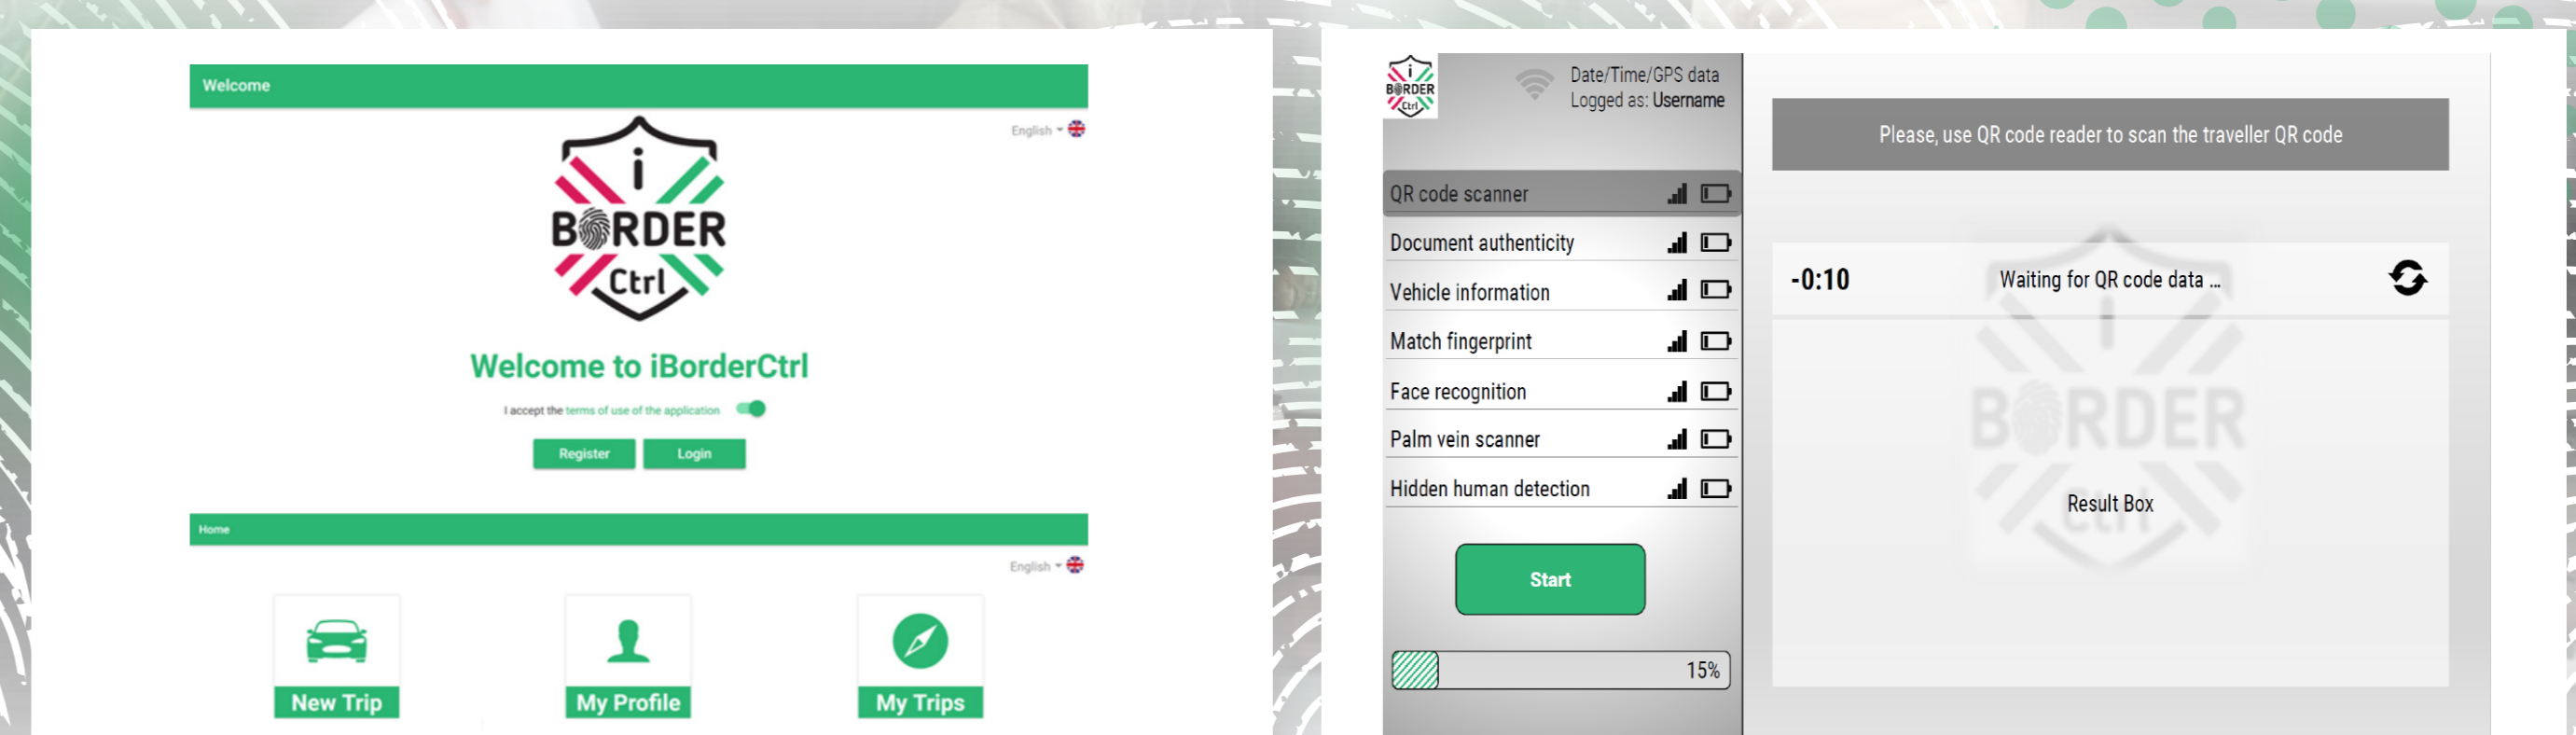 Welcome
English
i
BORDER
Ctrl
Welcome to iBorderCtrl
I accept the terms of use of the application
Register
Login
Home
English
New Trip
My Profile
My Trips
i
BORDER
Ctrl
Date/Time/GPS data
Logged as: Username
QR code scanner
Document authenticity
Vehicle information
Match fingerprint
Face recognition
Palm vein scanner
Hidden human detection
Start
15%
Please, use QR code reader to scan the traveller QR code
-0:10
Waiting for QR code data ...
i
BORDER
Ctrl
Result Box